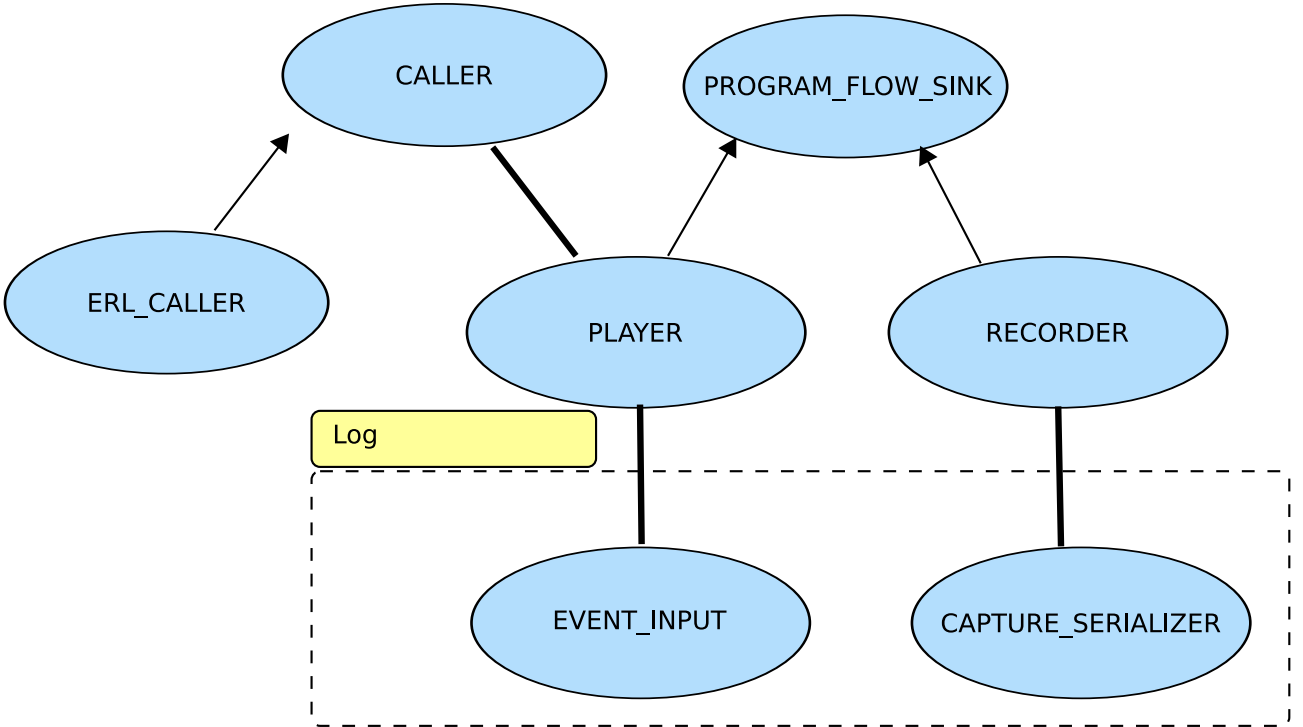 CALLER
PROGRAM_FLOW_SINK
ERL_CALLER
PLAYER
RECORDER
Log
EVENT_INPUT
CAPTURE_SERIALIZER